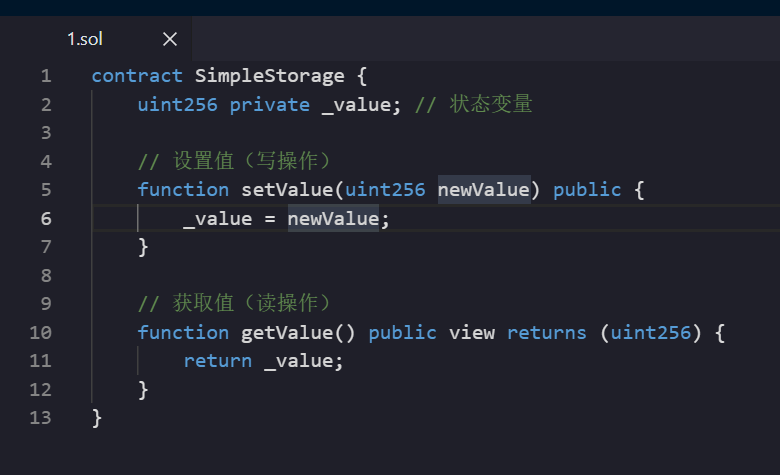 1.sol ×
1 contract SimpleStorage {
2     uint256 private _value; // 状态变量
3
4     // 设置值（写操作）
5     function setValue(uint256 newValue) public {
6         _value = newValue;
7     }
8
9     // 获取值（读操作）
10     function getValue() public view returns (uint256) {
11         return _value;
12     }
13 }